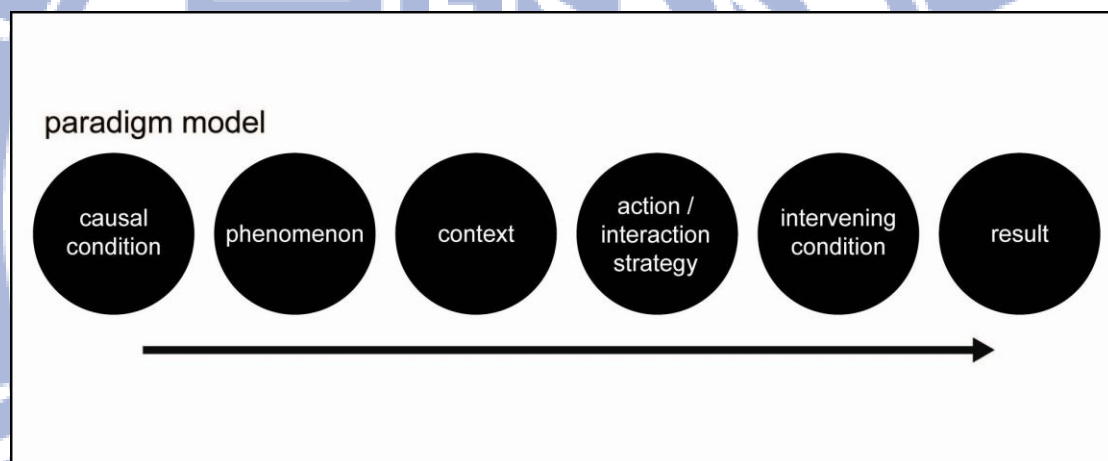 paradigm model
causal
condition
phenomenon
context
action /
interaction
strategy
intervening
condition
result